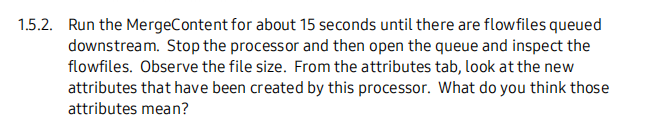 1.5.2. Run the MergeContent for about 15 seconds until there are flowfiles queued
downstream. Stop the processor and then open the queue and inspect the
flowfiles. Observe the file size. From the attributes tab, look at the new
attributes that have been created by this processor. What do you think those
attributes mean?